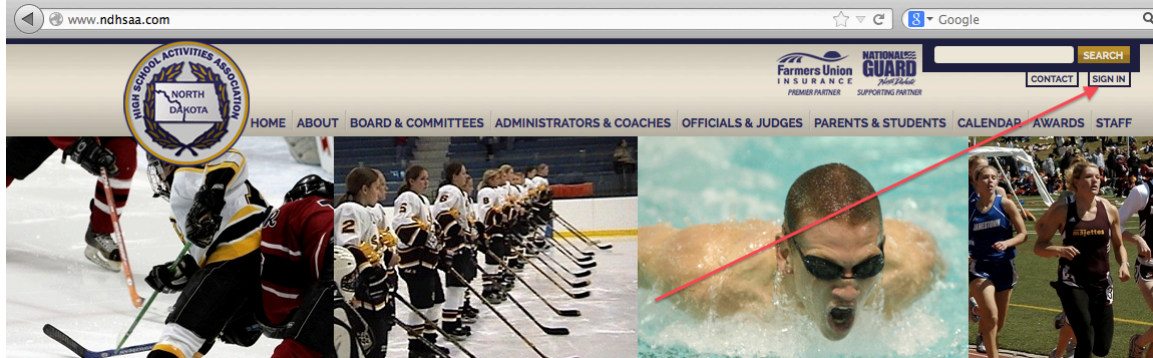 www.ndhsaa.com
Google
HIGH SCHOOL ACTIVITIES ASSOCIATION
NORTH
DAKOTA
Farmers Union
INSURANCE
PREMIER PARTNER
NATIONAL
GUARD
North Dakota
SUPPORTING PARTNER
SEARCH
CONTACT
SIGN IN
HOME ABOUT BOARD & COMMITTEES ADMINISTRATORS & COACHES OFFICIALS & JUDGES PARENTS & STUDENTS CALENDAR AWARDS STAFF